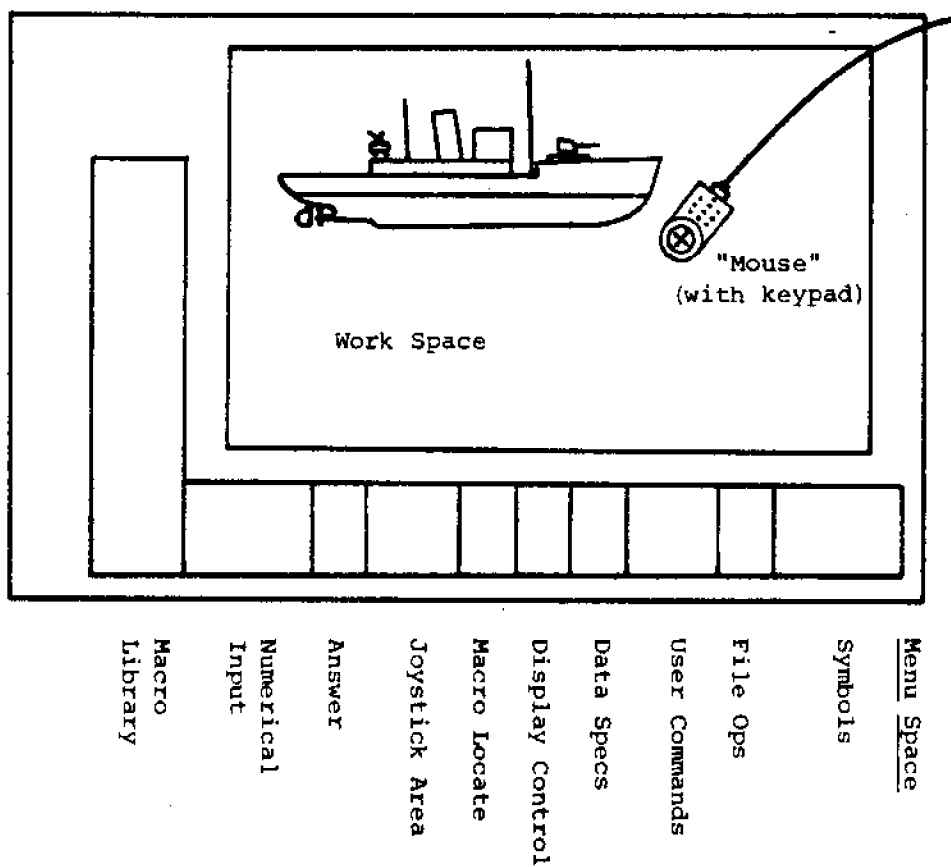 "Mouse"
(with keypad)
Work Space
Macro
Library
Numerical
Input
Answer
Joystick Area
Macro Locate
Display Control
Data Specs
User Commands
File Ops
Symbols
Menu Space